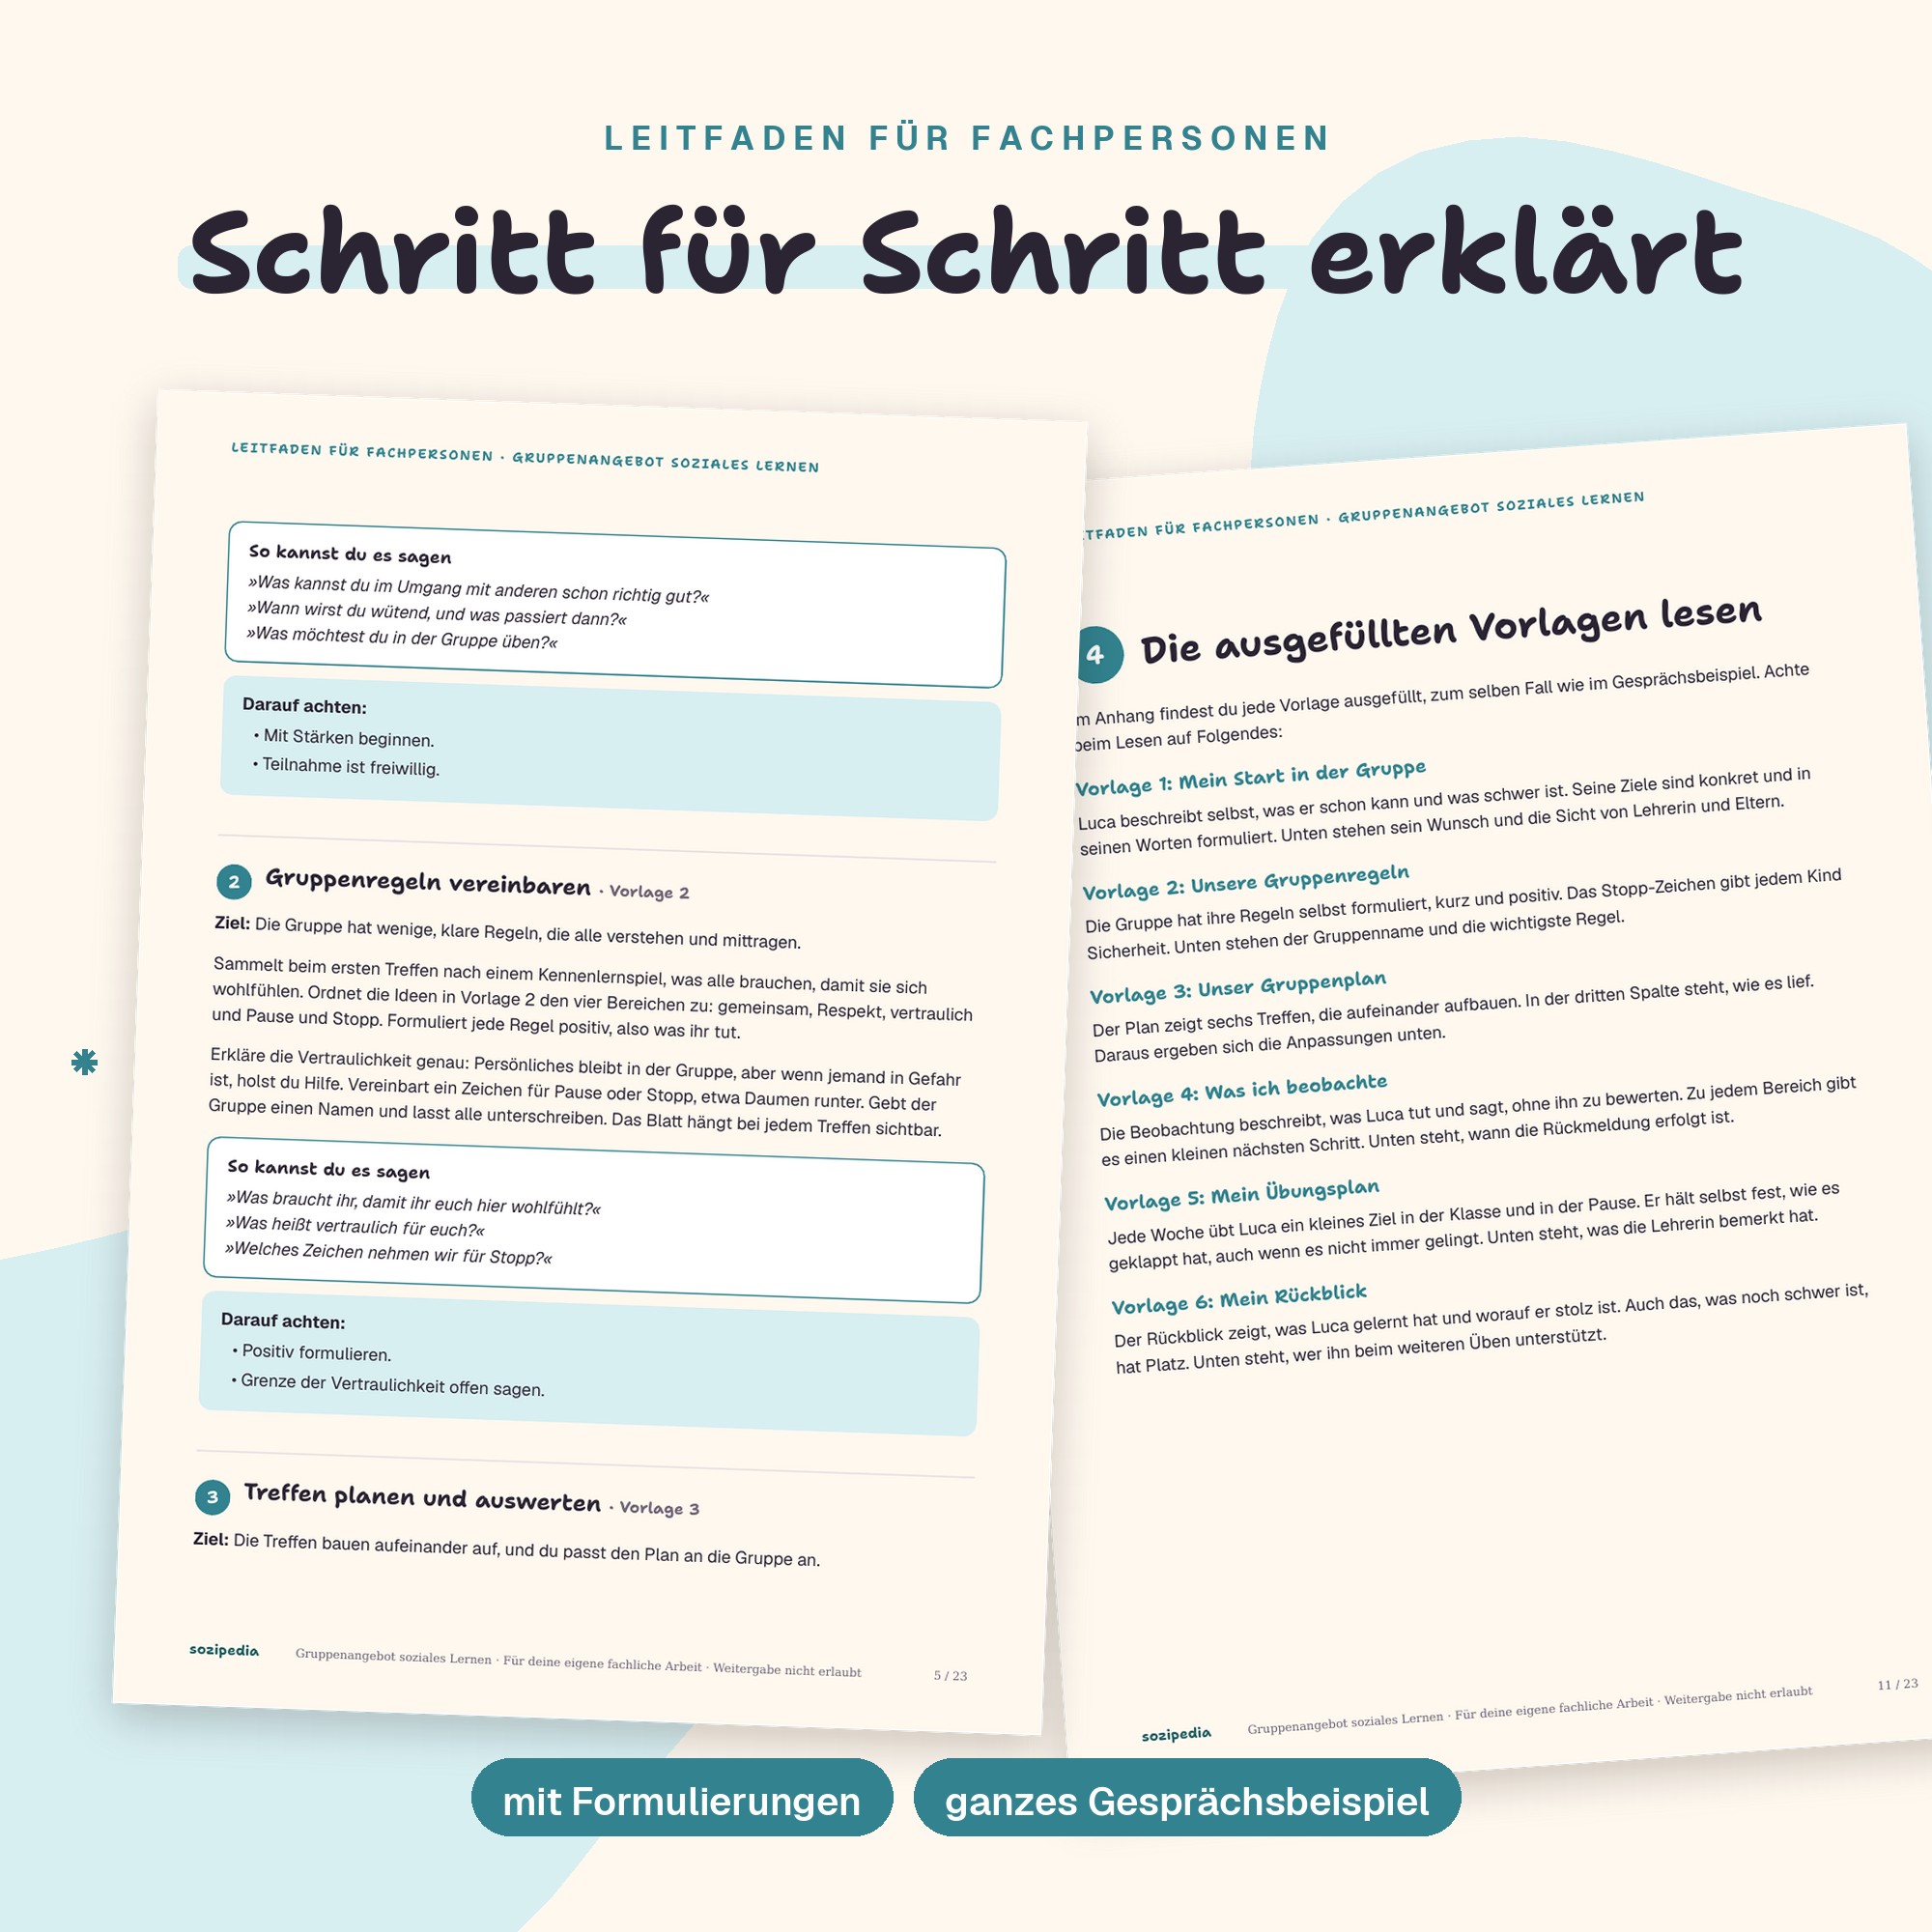 LEITFADEN FÜR FACHPERSONEN
Schritt für Schritt erklärt
LEITFADEN FÜR FACHPERSONEN · GRUPPENANGEBOT SOZIALES LERNEN
So kannst du es sagen
»Was kannst du im Umgang mit anderen schon richtig gut?«
»Wann wirst du wütend, und was passiert dann?«
»Was möchtest du in der Gruppe üben?«
Darauf achten:
• Mit Stärken beginnen.
• Teilnahme ist freiwillig.
2 Gruppenregeln vereinbaren · Vorlage 2
Ziel: Die Gruppe hat wenige, klare Regeln, die alle verstehen und mittragen.
Sammelt beim ersten Treffen nach einem Kennenlernspiel, was alle brauchen, damit sie sich
wohlfühlen. Ordnet die Ideen in Vorlage 2 den vier Bereichen zu: gemeinsam, Respekt, vertraulich
und Pause und Stopp. Formuliert jede Regel positiv, also was ihr tut.
Erkläre die Vertraulichkeit genau: Persönliches bleibt in der Gruppe, aber wenn jemand in Gefahr
ist, holst du Hilfe. Vereinbart ein Zeichen für Pause oder Stopp, etwa Daumen runter. Gebt der
Gruppe einen Namen und lasst alle unterschreiben. Das Blatt hängt bei jedem Treffen sichtbar.
So kannst du es sagen
»Was braucht ihr, damit ihr euch hier wohlfühlt?«
»Was heißt vertraulich für euch?«
»Welches Zeichen nehmen wir für Stopp?«
Darauf achten:
• Positiv formulieren.
• Grenze der Vertraulichkeit offen sagen.
3 Treffen planen und auswerten · Vorlage 3
Ziel: Die Treffen bauen aufeinander auf, und du passt den Plan an die Gruppe an.
sozipedia Gruppenangebot soziales Lernen · Für deine eigene fachliche Arbeit · Weitergabe nicht erlaubt 5 / 23
TFADEN FÜR FACHPERSONEN · GRUPPENANGEBOT SOZIALES LERNEN
4 Die ausgefüllten Vorlagen lesen
m Anhang findest du jede Vorlage ausgefüllt, zum selben Fall wie im Gesprächsbeispiel. Achte
beim Lesen auf Folgendes:
Vorlage 1: Mein Start in der Gruppe
Luca beschreibt selbst, was er schon kann und was schwer ist. Seine Ziele sind konkret und in
seinen Worten formuliert. Unten stehen sein Wunsch und die Sicht von Lehrerin und Eltern.
Vorlage 2: Unsere Gruppenregeln
Die Gruppe hat ihre Regeln selbst formuliert, kurz und positiv. Das Stopp-Zeichen gibt jedem Kind
Sicherheit. Unten stehen der Gruppenname und die wichtigste Regel.
Vorlage 3: Unser Gruppenplan
Der Plan zeigt sechs Treffen, die aufeinander aufbauen. In der dritten Spalte steht, wie es lief.
Daraus ergeben sich die Anpassungen unten.
Vorlage 4: Was ich beobachte
Die Beobachtung beschreibt, was Luca tut und sagt, ohne ihn zu bewerten. Zu jedem Bereich gibt
es einen kleinen nächsten Schritt. Unten steht, wann die Rückmeldung erfolgt ist.
Vorlage 5: Mein Übungsplan
Jede Woche übt Luca ein kleines Ziel in der Klasse und in der Pause. Er hält selbst fest, wie es
geklappt hat, auch wenn es nicht immer gelingt. Unten steht, was die Lehrerin bemerkt hat.
Vorlage 6: Mein Rückblick
Der Rückblick zeigt, was Luca gelernt hat und worauf er stolz ist. Auch das, was noch schwer ist,
hat Platz. Unten steht, wer ihn beim weiteren Üben unterstützt.
sozipedia Gruppenangebot soziales Lernen · Für deine eigene fachliche Arbeit · Weitergabe nicht erlaubt 11 / 23
mit Formulierungen
ganzes Gesprächsbeispiel